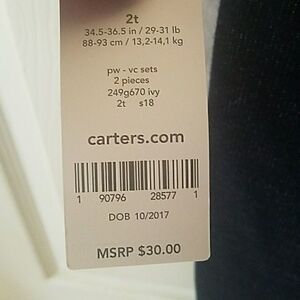 2t
34.5-36.5 in / 29-31 lb
88-93 cm / 13,2-14,1 kg
pw - vc sets
2 pieces
249g670 ivy
2t s18
carters.com
1 90796 28577 1
DOB 10/2017
MSRP $30.00